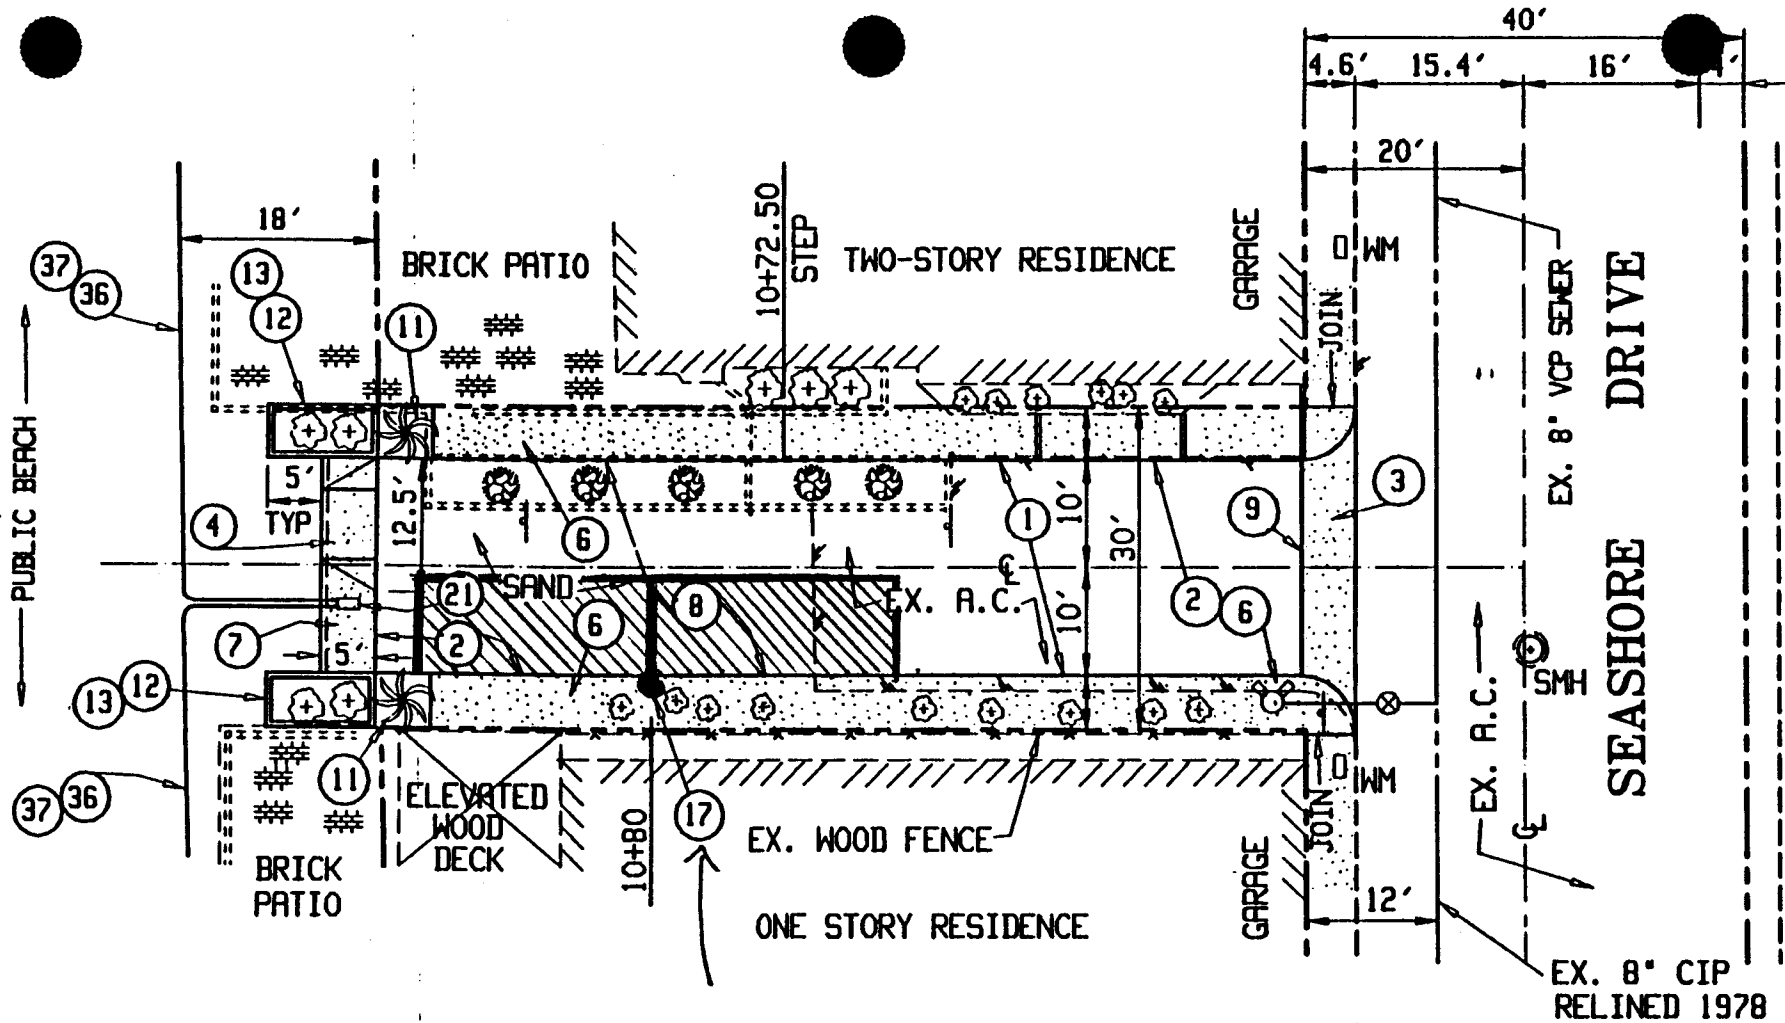 40'
4.6'
15.4'
16'
4'
20'
18'
37
36
13
12
BRICK PATIO
11
10+72.50
STEP
TWO-STORY RESIDENCE
GARAGE
WM
JOIN
EX. 8" VCP SEWER
SEASHORE DRIVE
PUBLIC BEACH
5'
TYP
12.5'
4
6
1
10'
30'
9
3
SAND
21
℄
EX. A.C.
8
2
6
7
5'
2
6
10'
SMH
13
12
11
ELEVATED
WOOD
DECK
10+80
17
EX. WOOD FENCE
GARAGE
JOIN
WM
EX. A.C.
℄
37
36
BRICK
PATIO
ONE STORY RESIDENCE
12'
EX. 8" CIP
RELINED 1978